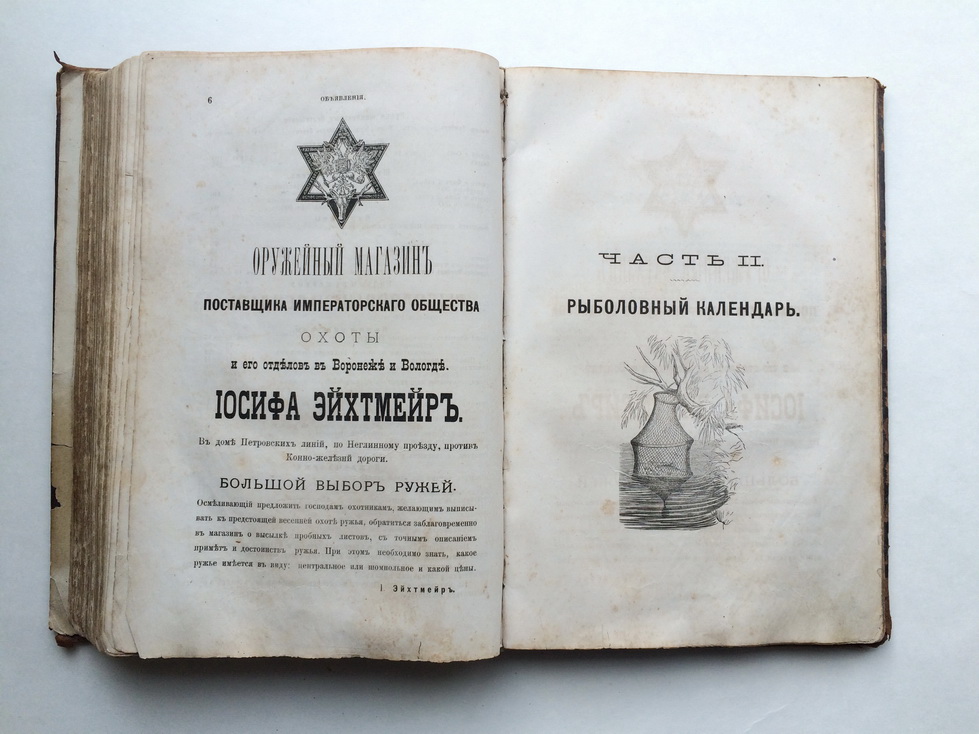 6
ОБЪЯВЛЕНІЯ.
ОРУЖЕЙНЫЙ МАГАЗИНЪ
ПОСТАВЩИКА ИМПЕРАТОРСКАГО ОБЩЕСТВА
ОХОТЫ
и его отдѣловъ въ Воронежѣ и Вологдѣ.
ІОСИФА ЭЙХТМЕЙРЪ.
Въ домѣ Петровскихъ линій, по Неглинному проѣзду, противъ
Конно-желѣзнй дороги.
БОЛЬШОЙ ВЫБОРЪ РУЖЕЙ.
Осмѣливающій предложить господамъ охотникамъ, желающимъ выписы-
вать къ предстоящей весенней охотѣ ружья, обратиться заблаговременно
въ магазинъ о высылкѣ пробныхъ листовъ, съ точнымъ описаніемъ
примѣтъ и достоинствъ ружья. При этомъ необходимо знать, какое
ружье имѣется въ виду: центральное или шомпольное и какой цѣны.
І Эйхтмейръ.
ЧАСТЬ II.
РЫБОЛОВНЫЙ КАЛЕНДАРЬ.